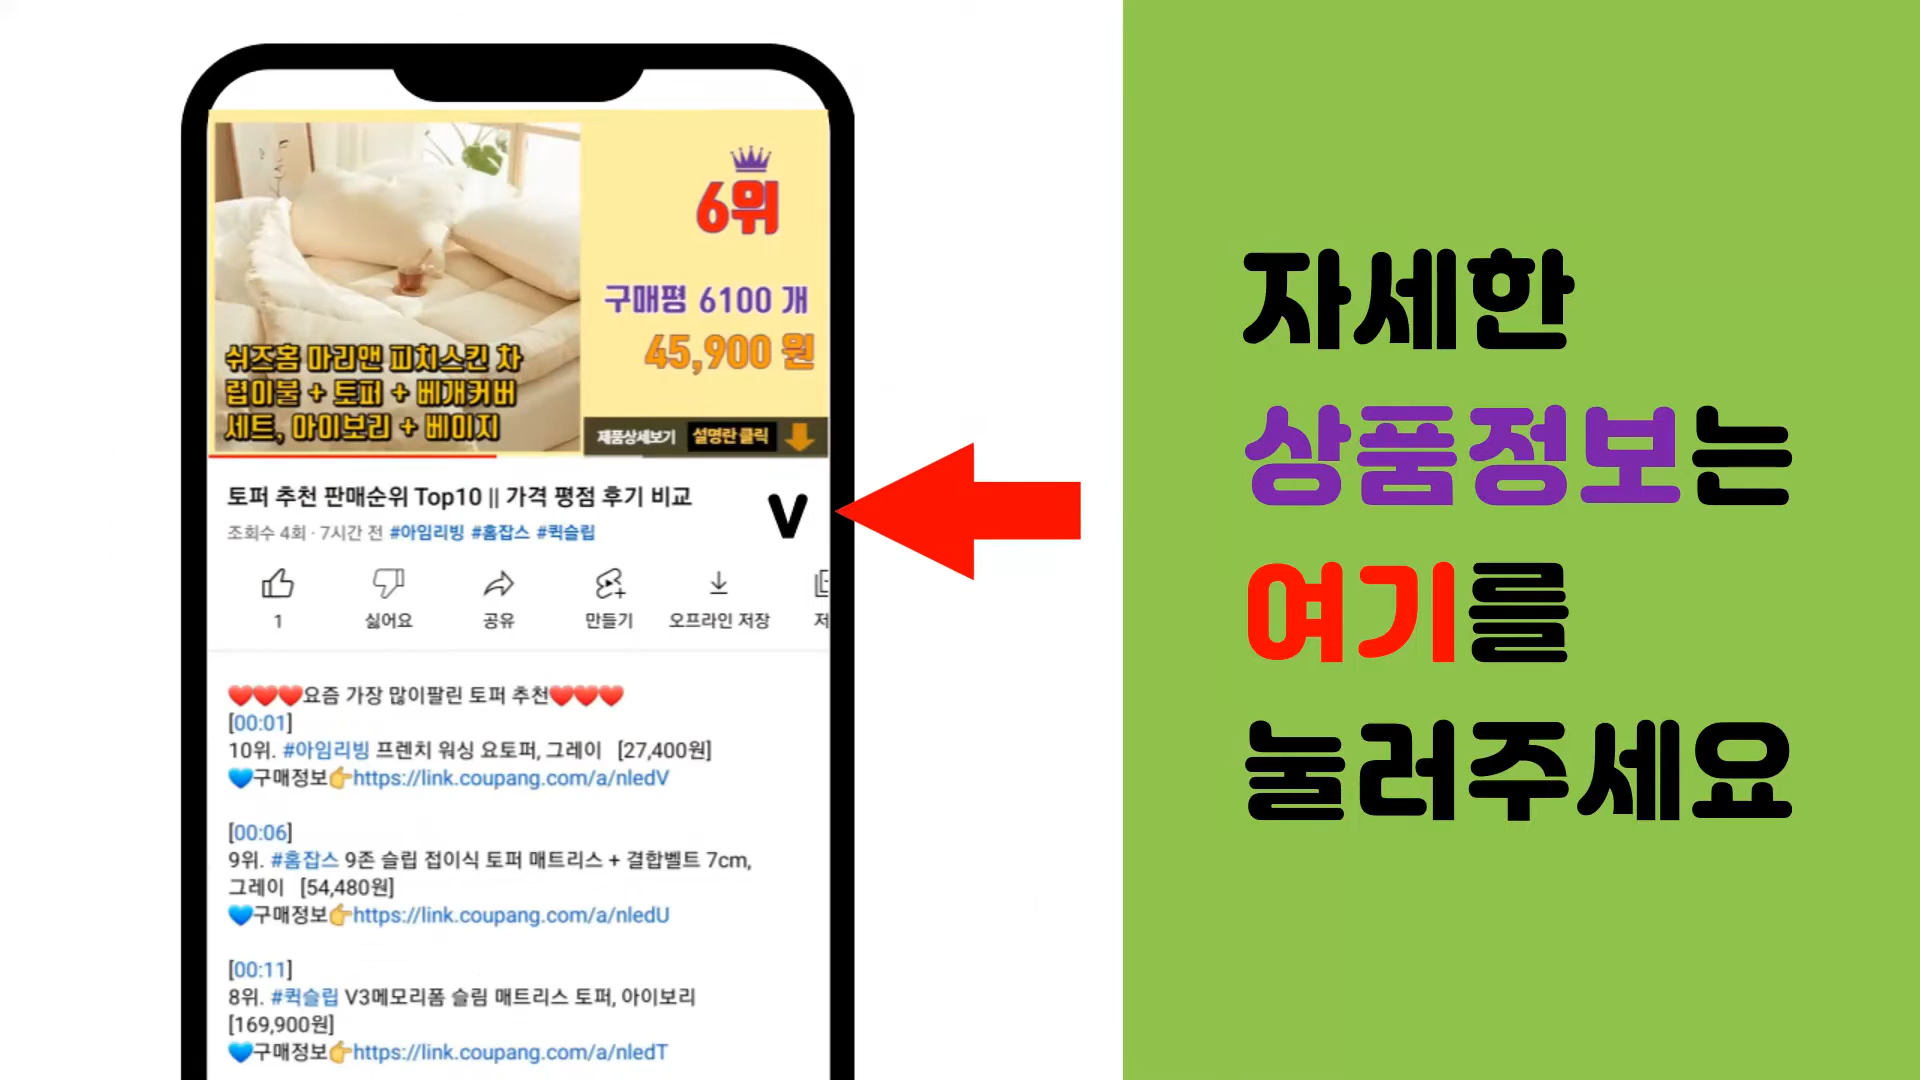 6위
구매평 6100 개
45,900 원
쉬즈홈 마리앤 피치스킨 차
렵이불 + 토퍼 + 베개커버
세트, 아이보리 + 베이지
제품상세보기 설명란 클릭
토퍼 추천 판매순위 Top10 || 가격 평점 후기 비교
V
조회수 4회 · 7시간 전 #아임리빙 #홈잡스 #퀵슬립
1 싫어요 공유 만들기 오프라인 저장 저
❤️❤️❤️요즘 가장 많이팔린 토퍼 추천❤️❤️❤️
[00:01]
10위. #아임리빙 프렌치 워싱 요토퍼, 그레이 [27,400원]
💙구매정보👉https://link.coupang.com/a/nledV
[00:06]
9위. #홈잡스 9존 슬립 접이식 토퍼 매트리스 + 결합벨트 7cm,
그레이 [54,480원]
💙구매정보👉https://link.coupang.com/a/nledU
[00:11]
8위. #퀵슬립 V3메모리폼 슬림 매트리스 토퍼, 아이보리
[169,900원]
💙구매정보👉https://link.coupang.com/a/nledT
자세한
상품정보는
여기를
눌러주세요